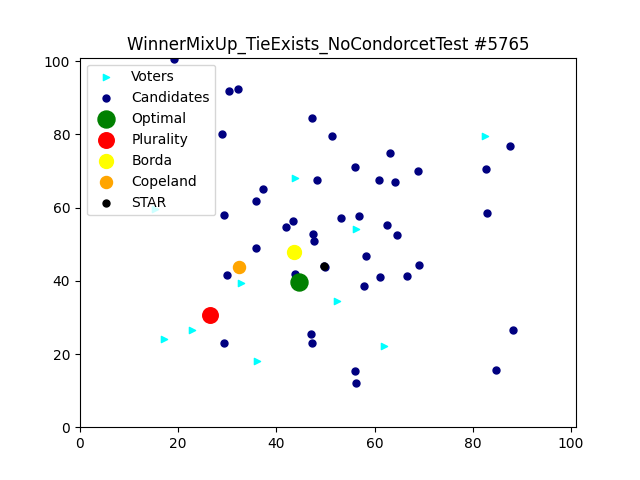 WinnerMixUp_TieExists_NoCondorcetTest #5765
100
80
60
40
20
0
0 20 40 60 80 100
Voters
Candidates
Optimal
Plurality
Borda
Copeland
STAR